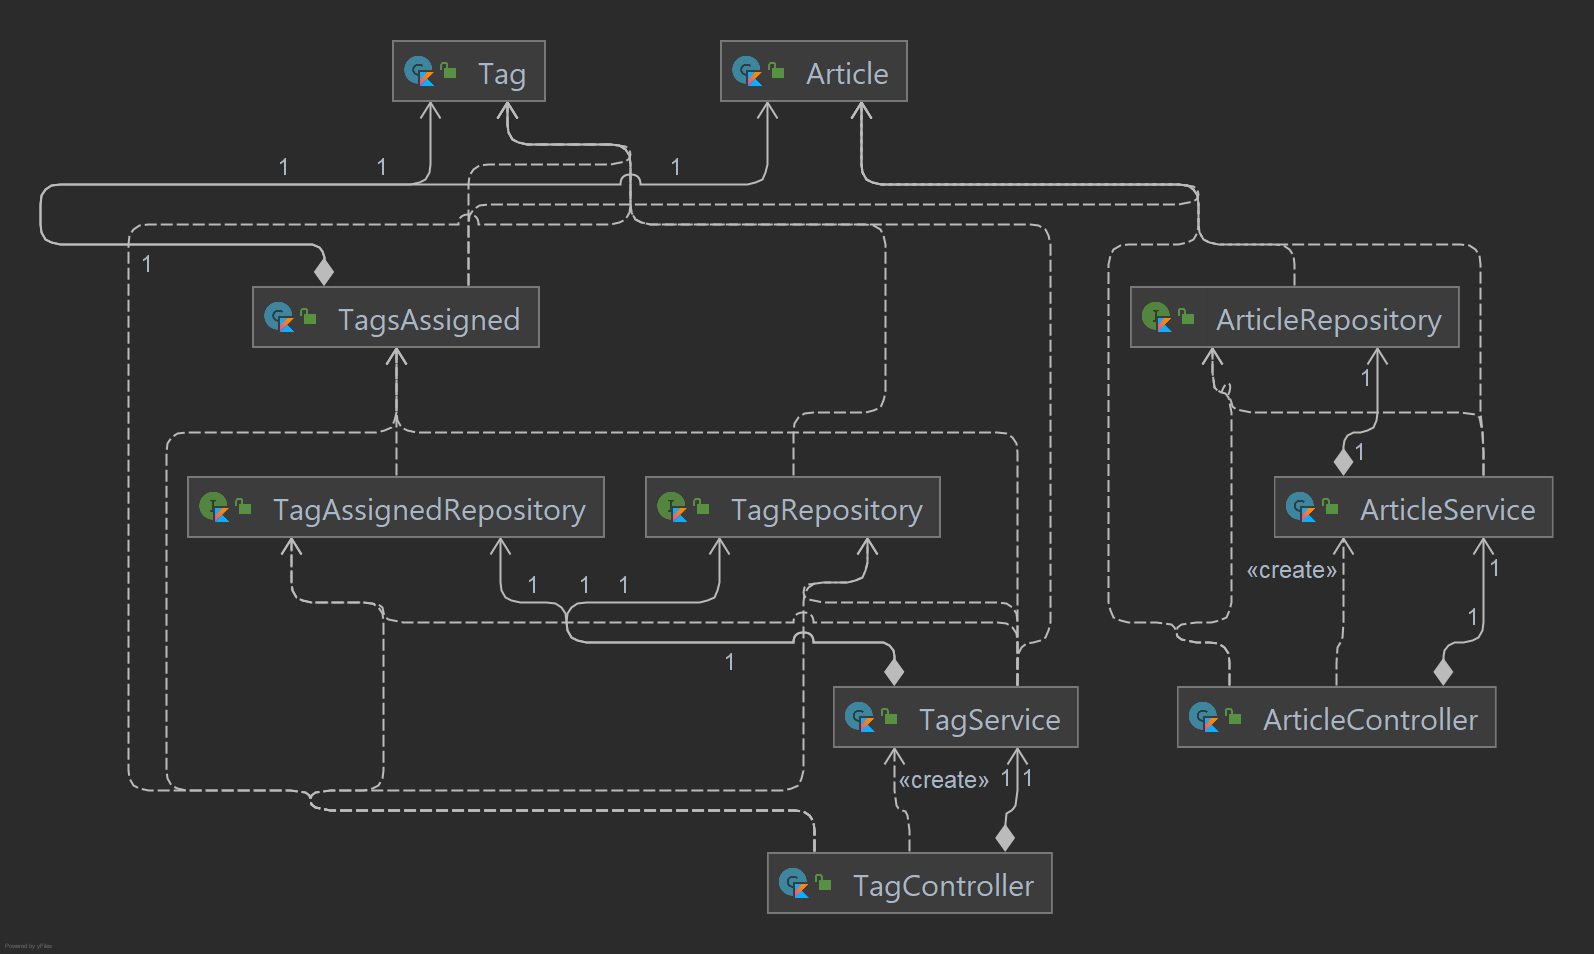 Tag
Article
1
1
1
1
TagsAssigned
ArticleRepository
1
1
TagAssignedRepository
TagRepository
ArticleService
«create»
1
1
1
1
1
1
TagService
ArticleController
«create»
1
1
TagController
Powered by yFiles